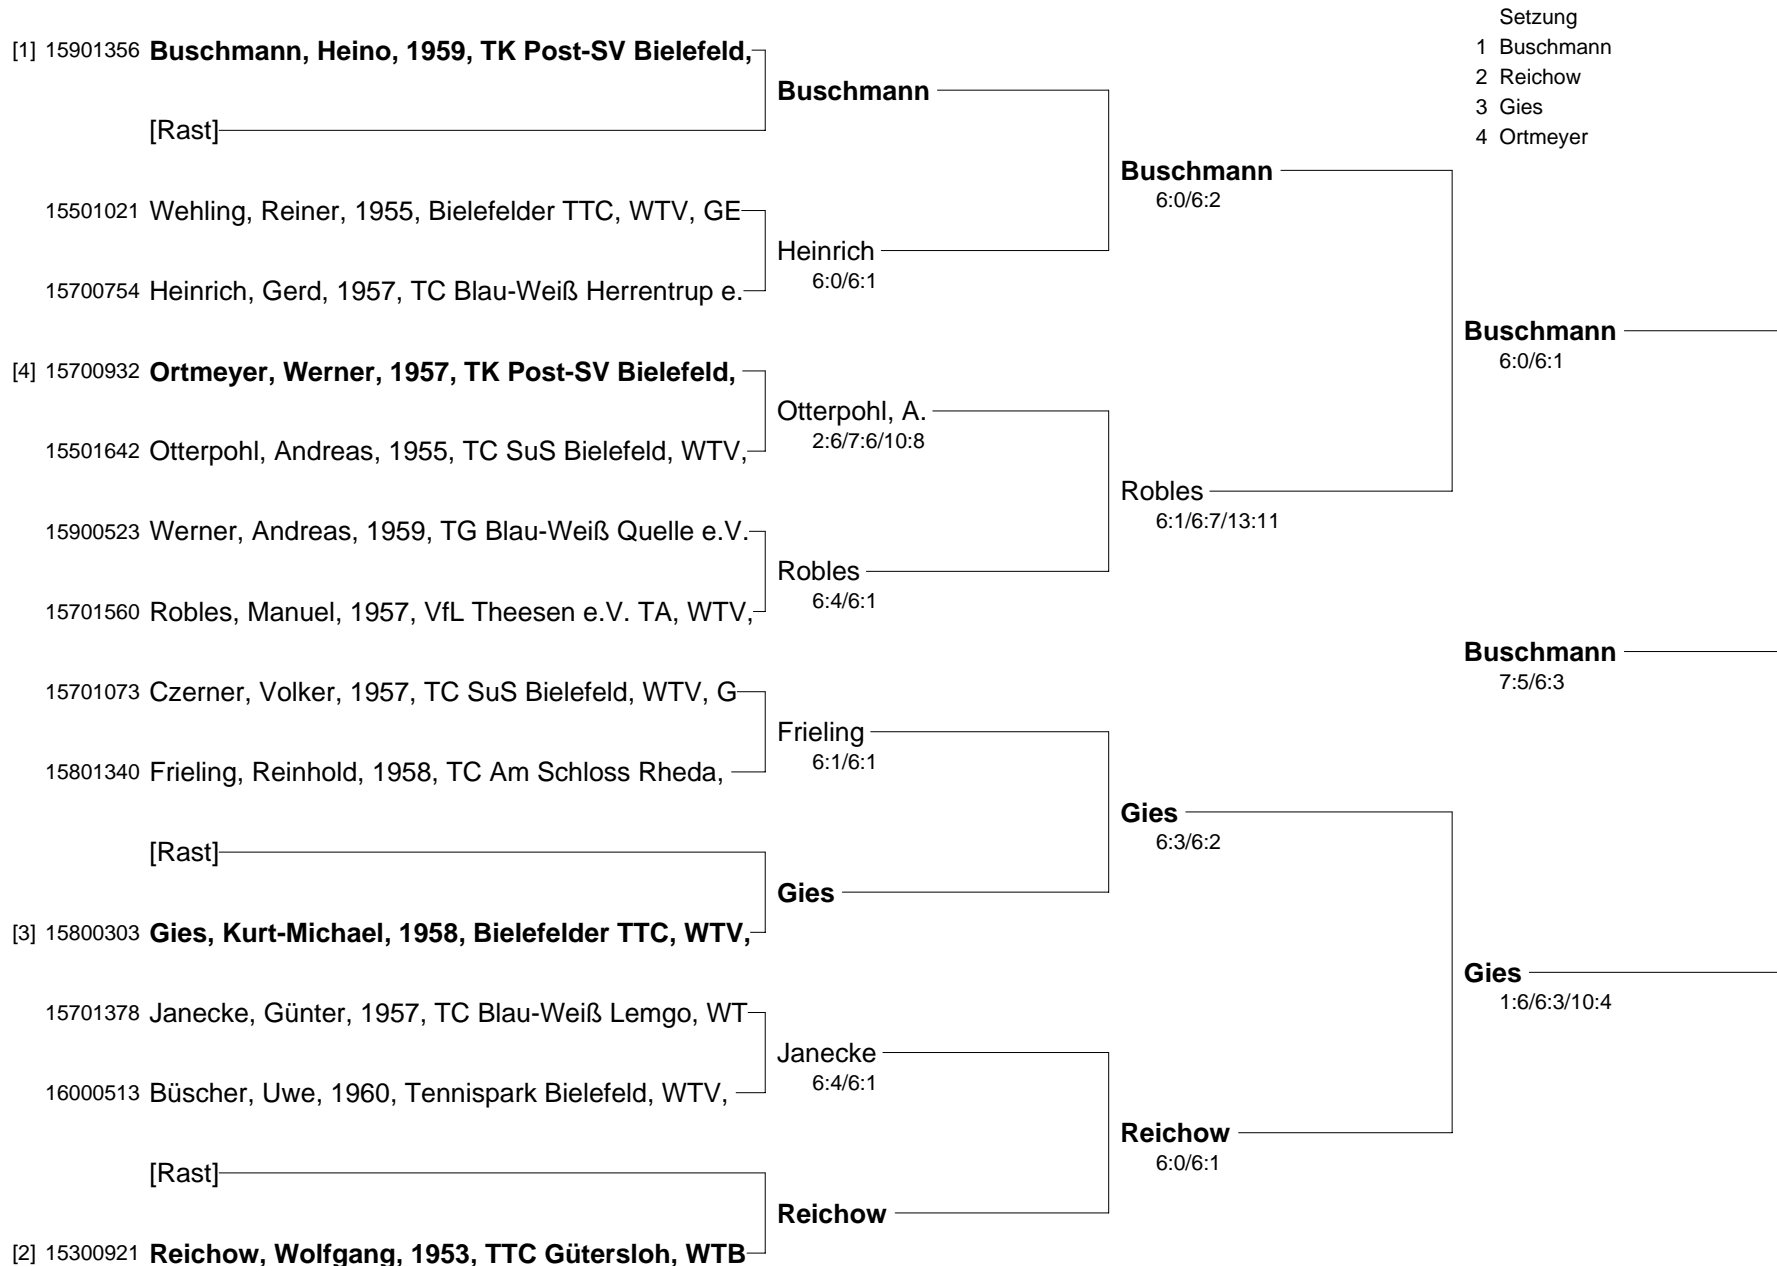 Setzung
1 Buschmann
2 Reichow
3 Gies
4 Ortmeyer
[1] 15901356 Buschmann, Heino, 1959, TK Post-SV Bielefeld,
Buschmann
[Rast]
Buschmann
6:0/6:2
15501021 Wehling, Reiner, 1955, Bielefelder TTC, WTV, GE
Heinrich
6:0/6:1
15700754 Heinrich, Gerd, 1957, TC Blau-Weiß Herrentrup e.
Buschmann
6:0/6:1
[4] 15700932 Ortmeyer, Werner, 1957, TK Post-SV Bielefeld,
Otterpohl, A.
2:6/7:6/10:8
15501642 Otterpohl, Andreas, 1955, TC SuS Bielefeld, WTV,
Robles
6:1/6:7/13:11
15900523 Werner, Andreas, 1959, TG Blau-Weiß Quelle e.V.
Robles
6:4/6:1
15701560 Robles, Manuel, 1957, VfL Theesen e.V. TA, WTV,
Buschmann
7:5/6:3
15701073 Czerner, Volker, 1957, TC SuS Bielefeld, WTV, G
Frieling
6:1/6:1
15801340 Frieling, Reinhold, 1958, TC Am Schloss Rheda,
Gies
6:3/6:2
[Rast]
Gies
[3] 15800303 Gies, Kurt-Michael, 1958, Bielefelder TTC, WTV,
Gies
1:6/6:3/10:4
15701378 Janecke, Günter, 1957, TC Blau-Weiß Lemgo, WT
Janecke
6:4/6:1
16000513 Büscher, Uwe, 1960, Tennispark Bielefeld, WTV,
Reichow
6:0/6:1
[Rast]
Reichow
[2] 15300921 Reichow, Wolfgang, 1953, TTC Gütersloh, WTB